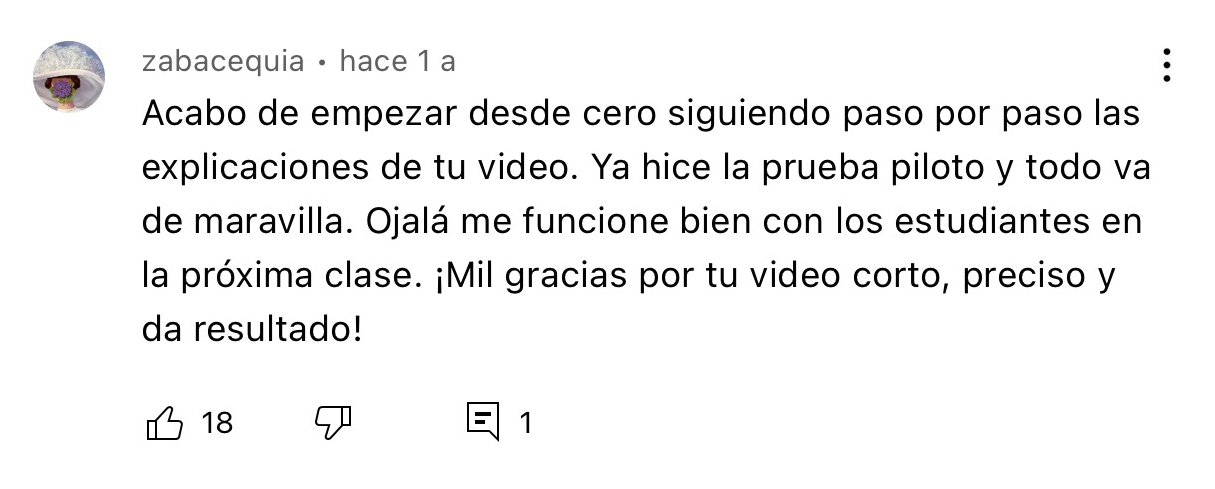 zabacequia • hace 1 a
Acabo de empezar desde cero siguiendo paso por paso las
explicaciones de tu video. Ya hice la prueba piloto y todo va
de maravilla. Ojalá me funcione bien con los estudiantes en
la próxima clase. ¡Mil gracias por tu video corto, preciso y
da resultado!
18 1